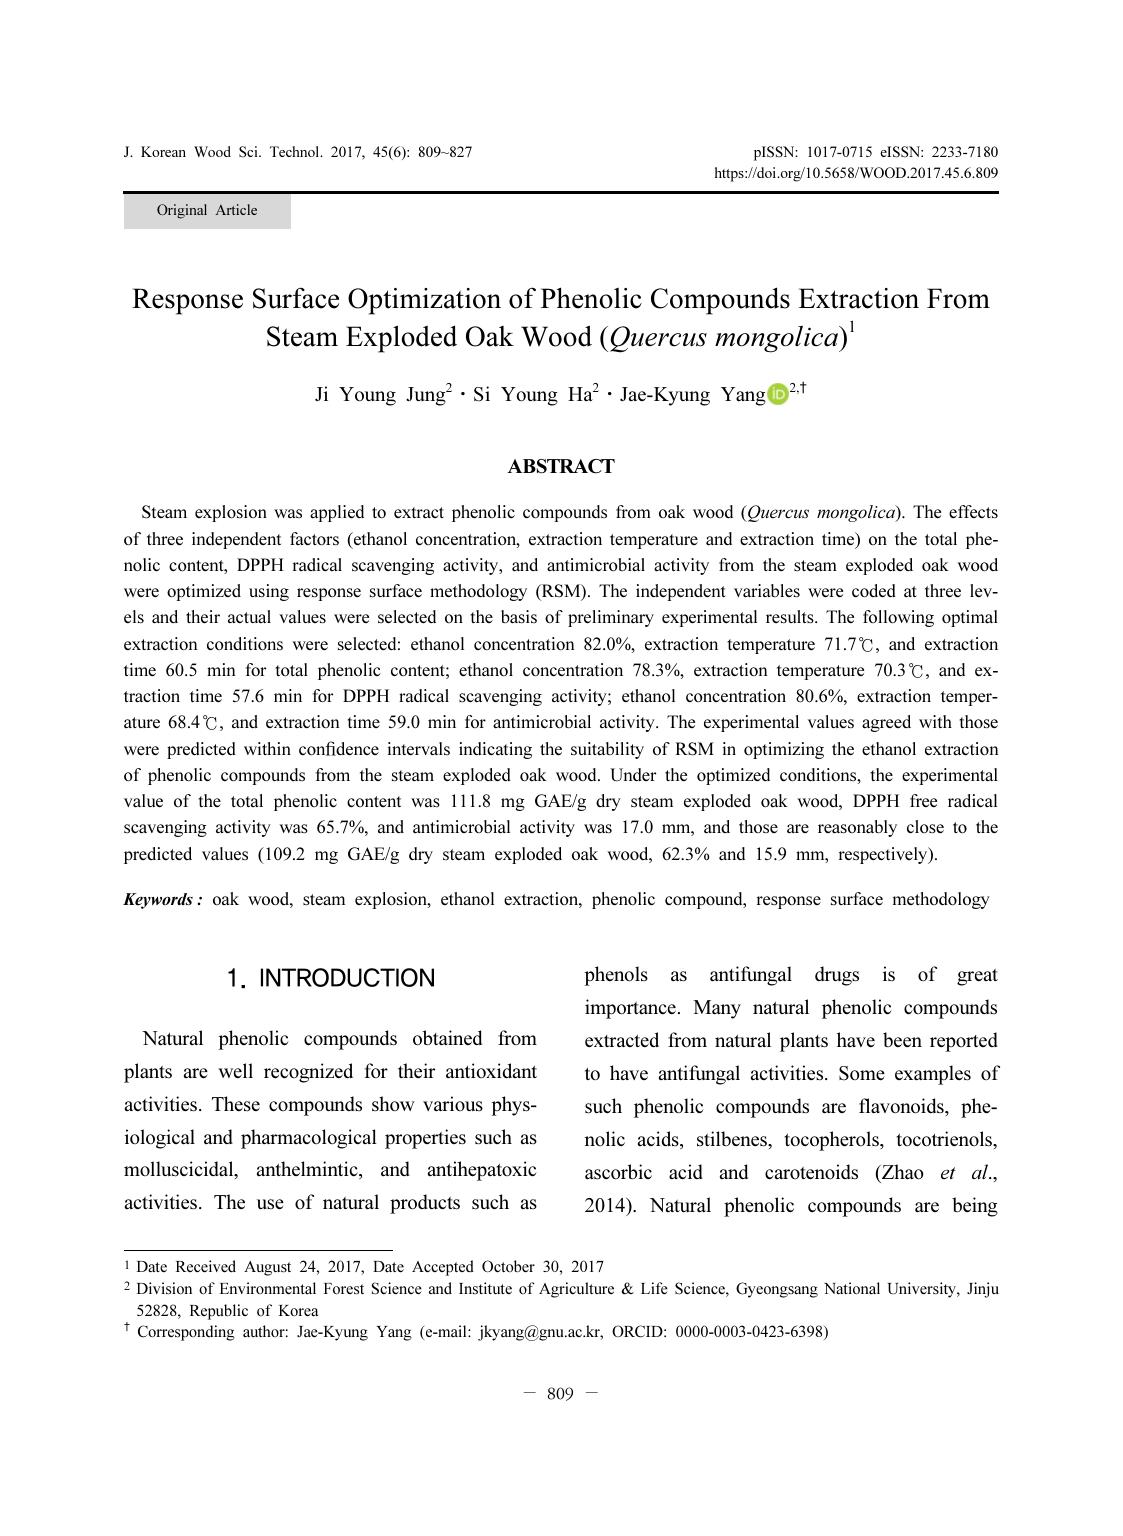 J. Korean Wood Sci. Technol. 2017, 45(6): 809~827
pISSN: 1017-0715 eISSN: 2233-7180
https://doi.org/10.5658/WOOD.2017.45.6.809
Original Article
Response Surface Optimization of Phenolic Compounds Extraction From
Steam Exploded Oak Wood (Quercus mongolica)1
Ji Young Jung2・Si Young Ha2・Jae-Kyung Yang iD 2,†
ABSTRACT
Steam explosion was applied to extract phenolic compounds from oak wood (Quercus mongolica). The effects
of three independent factors (ethanol concentration, extraction temperature and extraction time) on the total phe-
nolic content, DPPH radical scavenging activity, and antimicrobial activity from the steam exploded oak wood
were optimized using response surface methodology (RSM). The independent variables were coded at three lev-
els and their actual values were selected on the basis of preliminary experimental results. The following optimal
extraction conditions were selected: ethanol concentration 82.0%, extraction temperature 71.7℃, and extraction
time 60.5 min for total phenolic content; ethanol concentration 78.3%, extraction temperature 70.3℃, and ex-
traction time 57.6 min for DPPH radical scavenging activity; ethanol concentration 80.6%, extraction temper-
ature 68.4℃, and extraction time 59.0 min for antimicrobial activity. The experimental values agreed with those
were predicted within confidence intervals indicating the suitability of RSM in optimizing the ethanol extraction
of phenolic compounds from the steam exploded oak wood. Under the optimized conditions, the experimental
value of the total phenolic content was 111.8 mg GAE/g dry steam exploded oak wood, DPPH free radical
scavenging activity was 65.7%, and antimicrobial activity was 17.0 mm, and those are reasonably close to the
predicted values (109.2 mg GAE/g dry steam exploded oak wood, 62.3% and 15.9 mm, respectively).
Keywords : oak wood, steam explosion, ethanol extraction, phenolic compound, response surface methodology
1. INTRODUCTION
Natural phenolic compounds obtained from
plants are well recognized for their antioxidant
activities. These compounds show various phys-
iological and pharmacological properties such as
molluscicidal, anthelmintic, and antihepatoxic
activities. The use of natural products such as
phenols as antifungal drugs is of great
importance. Many natural phenolic compounds
extracted from natural plants have been reported
to have antifungal activities. Some examples of
such phenolic compounds are flavonoids, phe-
nolic acids, stilbenes, tocopherols, tocotrienols,
ascorbic acid and carotenoids (Zhao et al.,
2014). Natural phenolic compounds are being
1 Date Received August 24, 2017, Date Accepted October 30, 2017
2 Division of Environmental Forest Science and Institute of Agriculture & Life Science, Gyeongsang National University, Jinju
52828, Republic of Korea
† Corresponding author: Jae-Kyung Yang (e-mail: jkyang@gnu.ac.kr, ORCID: 0000-0003-0423-6398)
－ 809 －